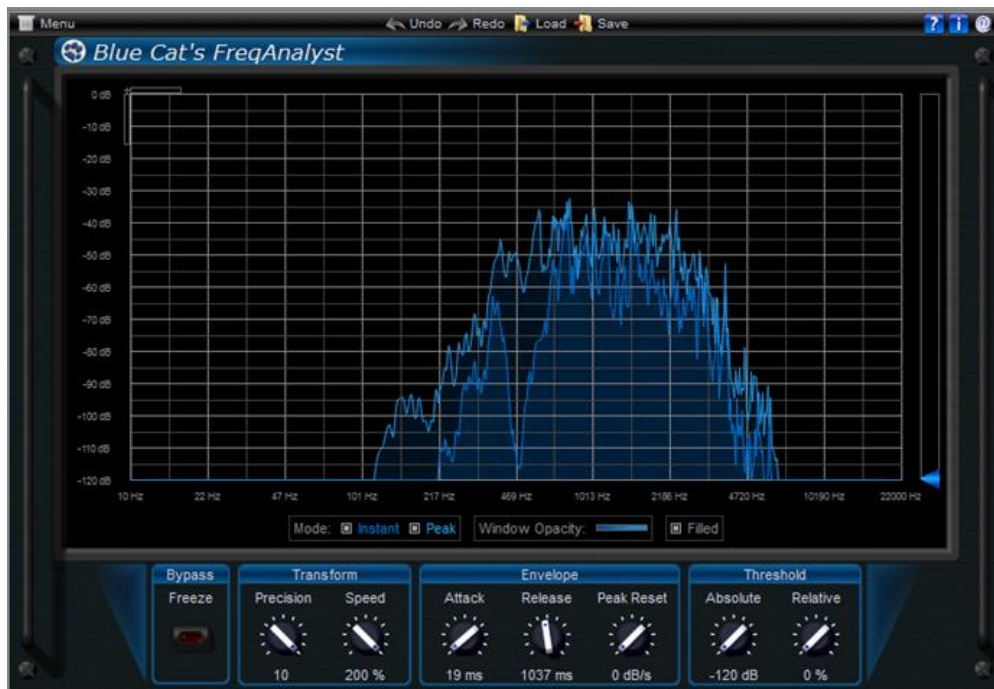 Menu Undo Redo Load Save ? i @
Blue Cat's FreqAnalyst
0 dB
-10 dB
-20 dB
-30 dB
-40 dB
-50 dB
-60 dB
-70 dB
-80 dB
-90 dB
-100 dB
-110 dB
-120 dB
10 Hz 22 Hz 47 Hz 101 Hz 217 Hz 469 Hz 1013 Hz 2186 Hz 4720 Hz 10190 Hz 22000 Hz
Mode: Instant Peak Window Opacity: Filled
Bypass Transform Envelope Threshold
Freeze Precision Speed Attack Release Peak Reset Absolute Relative
10 200 % 19 ms 1037 ms 0 dB/s -120 dB 0 %